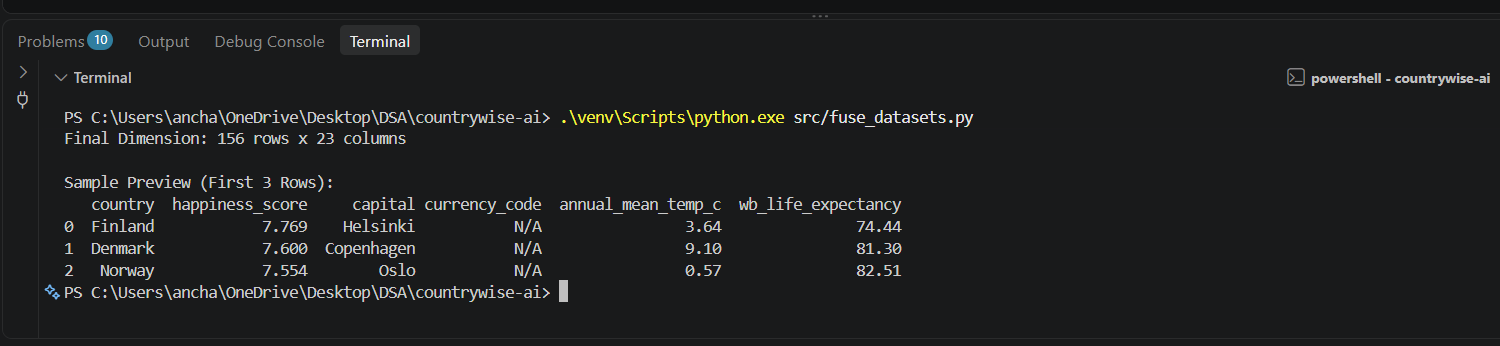 Problems 10 Output Debug Console Terminal
Terminal powershell - countrywise-ai
PS C:\Users\ancha\OneDrive\Desktop\DSA\countrywise-ai> .\venv\Scripts\python.exe src/fuse_datasets.py
Final Dimension: 156 rows x 23 columns
Sample Preview (First 3 Rows):
country happiness_score capital currency_code annual_mean_temp_c wb_life_expectancy
0 Finland 7.769 Helsinki N/A 3.64 74.44
1 Denmark 7.600 Copenhagen N/A 9.10 81.30
2 Norway 7.554 Oslo N/A 0.57 82.51
PS C:\Users\ancha\OneDrive\Desktop\DSA\countrywise-ai>